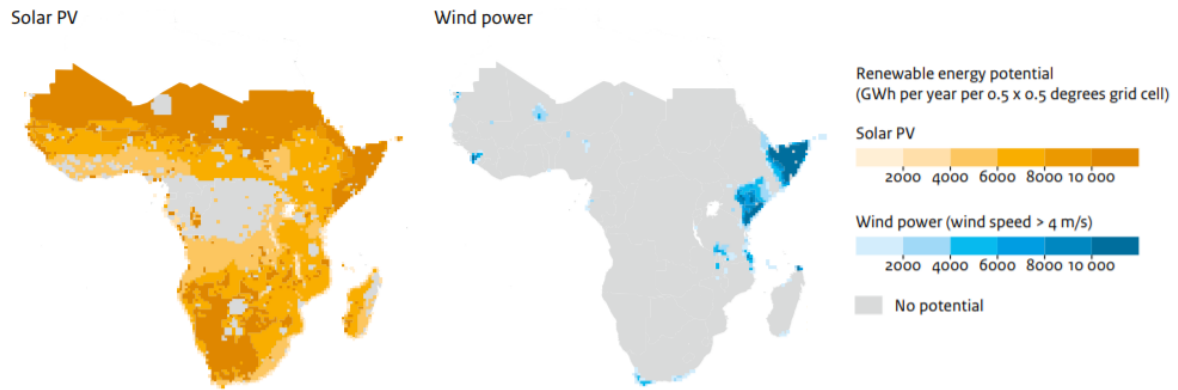 Solar PV
Wind power
Renewable energy potential
(GWh per year per 0.5 x 0.5 degrees grid cell)
Solar PV
2000 4000 6000 8000 10 000
Wind power (wind speed > 4 m/s)
2000 4000 6000 8000 10 000
No potential